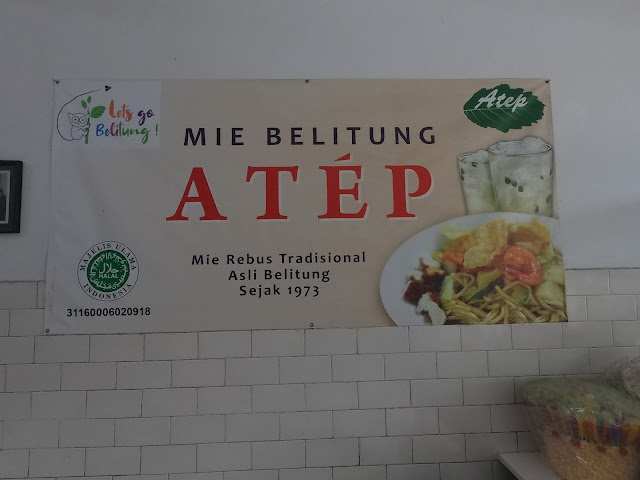 Lets go
Belitung !
Atep
MIE BELITUNG
ATÉP
Mie Rebus Tradisional
Asli Belitung
Sejak 1973
MAJELIS ULAMA
حلال
HALAL
INDONESIA
31160006020918